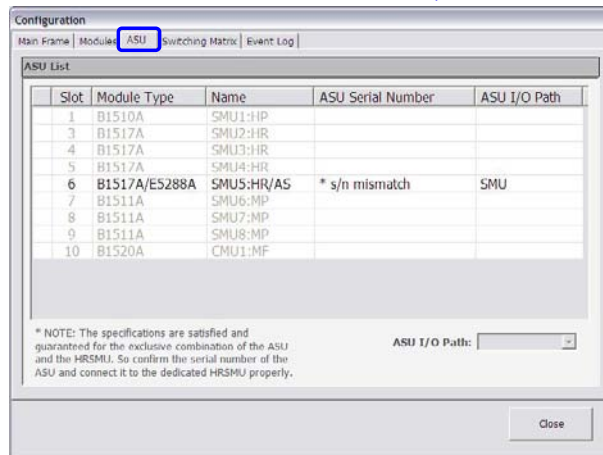 Configuration
Main Frame Modules ASU Switching Matrix Event Log
ASU List
Slot Module Type Name ASU Serial Number ASU I/O Path
1 B1510A SMU1:HP
3 B1517A SMU2:HR
4 B1517A SMU3:HR
5 B1517A SMU4:HR
6 B1517A/E5288A SMU5:HR/AS * s/n mismatch SMU
7 B1511A SMU6:MP
8 B1511A SMU7:MP
9 B1511A SMU8:MP
10 B1520A CMU1:MF
* NOTE: The specifications are satisfied and
guaranteed for the exclusive combination of the ASU
and the HRSMU. So confirm the serial number of the
ASU and connect it to the dedicated HRSMU properly.
ASU I/O Path:
Close